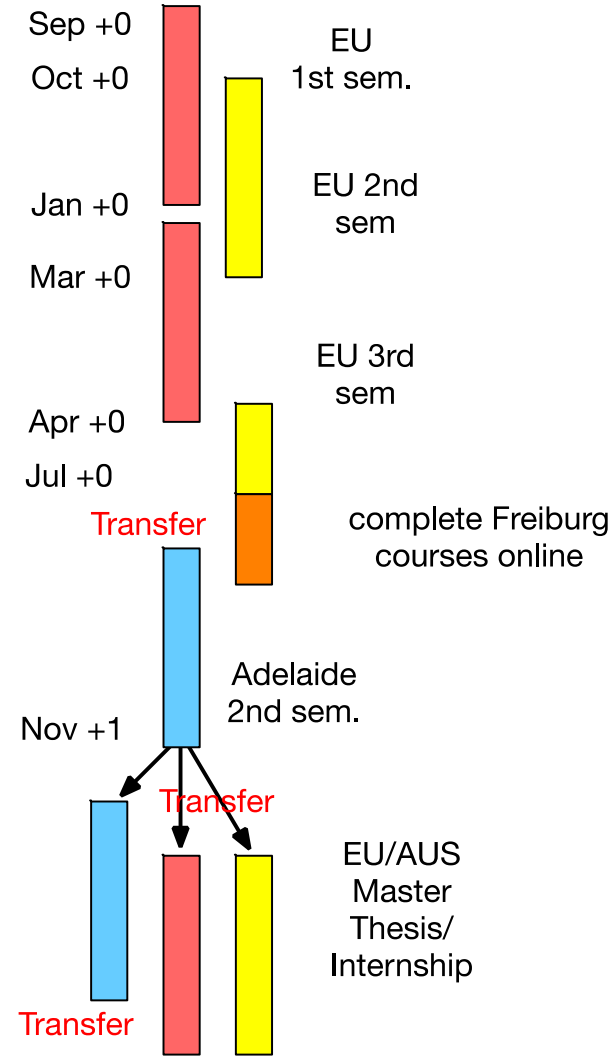 Sep +0
EU
1st sem.
Oct +0
EU 2nd
sem
Jan +0
Mar +0
EU 3rd
sem
Apr +0
Jul +0
Transfer
complete Freiburg
courses online
Adelaide
2nd sem.
Nov +1
Transfer
EU/AUS
Master
Thesis/
Internship
Transfer